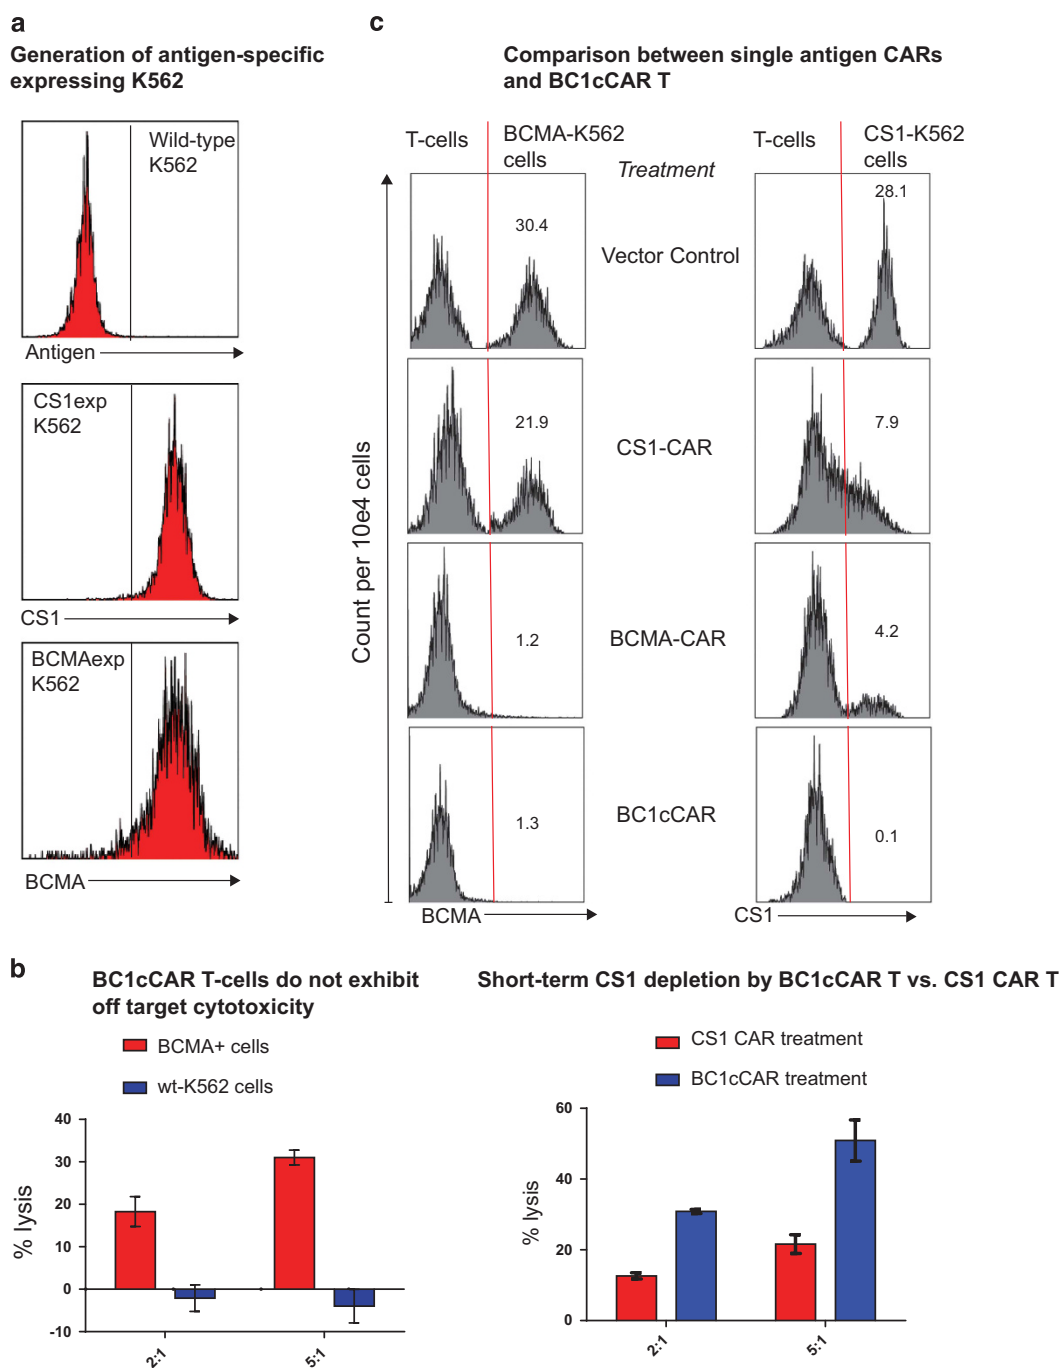 a
Generation of antigen-specific
expressing K562
Wild-type
K562
Antigen
CS1exp
K562
CS1
BCMAexp
K562
BCMA
c
Comparison between single antigen CARs
and BC1cCAR T
T-cells
BCMA-K562
cells
Treatment
T-cells
CS1-K562
cells
30.4
Vector Control
28.1
21.9
CS1-CAR
7.9
1.2
BCMA-CAR
4.2
1.3
BC1cCAR
0.1
Count per 10e4 cells
BCMA
CS1
b
BC1cCAR T-cells do not exhibit
off target cytotoxicity
BCMA+ cells
wt-K562 cells
% lysis
40
30
20
10
0
-10
2:1
5:1
Short-term CS1 depletion by BC1cCAR T vs. CS1 CAR T
CS1 CAR treatment
BC1cCAR treatment
% lysis
60
40
20
0
2:1
5:1